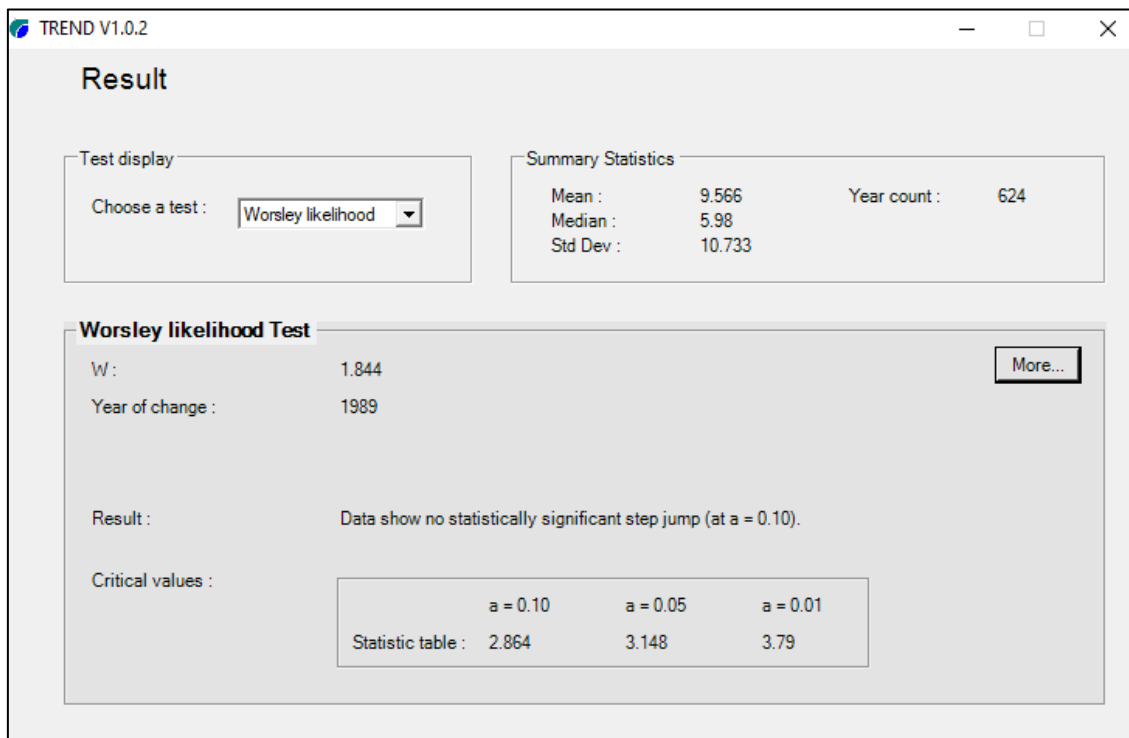 TREND V1.0.2
Result
Test display
Choose a test : Worsley likelihood
Summary Statistics
Mean : 9.566 Year count : 624
Median : 5.98
Std Dev : 10.733
Worsley likelihood Test
W : 1.844
More...
Year of change : 1989
Result : Data show no statistically significant step jump (at a = 0.10).
Critical values :
a = 0.10 a = 0.05 a = 0.01
Statistic table : 2.864 3.148 3.79